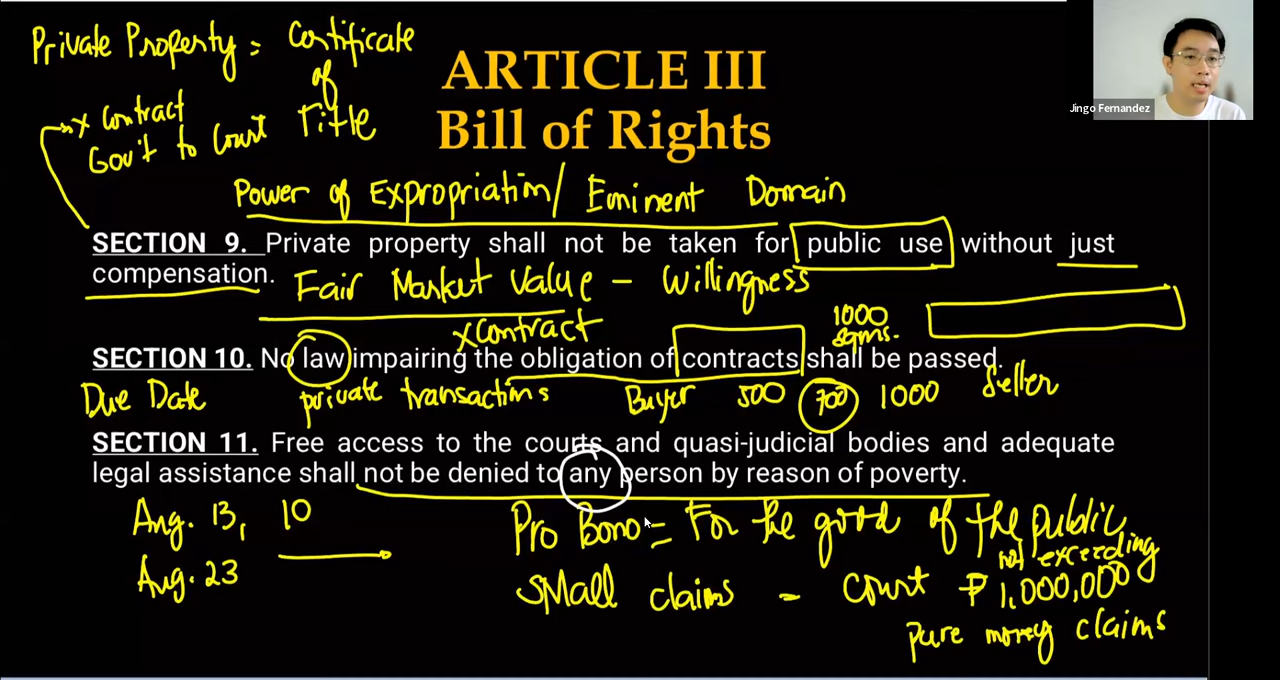 Private Property = Certificate
of
Title
x Contract
Gov't to Court
ARTICLE III
Bill of Rights
Jingo Fernandez
Power of Expropriation/ Eminent Domain
SECTION 9. Private property shall not be taken for public use without just
compensation.
Fair Market Value - Willingness
x Contract
1000
sqms.
SECTION 10. No law impairing the obligation of contracts shall be passed.
Due Date
private transactions
Buyer 500 700 1000 Seller
SECTION 11. Free access to the courts and quasi-judicial bodies and adequate
legal assistance shall not be denied to any person by reason of poverty.
Aug. 13, 10
Aug. 23
Pro Bono = For the good of the public
not exceeding
Small claims - Court ₱ 1,000,000
pure money claims